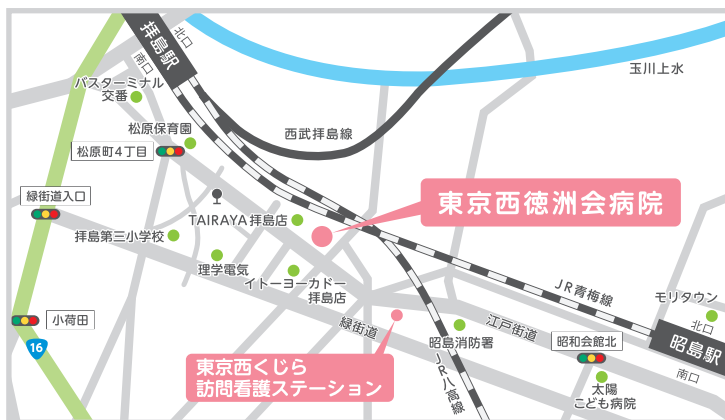 拝島駅
北口
南口
玉川上水
バスターミナル
交番
松原保育園
西武拝島線
松原町4丁目
緑街道入口
東京西徳洲会病院
TAIRAYA拝島店
拝島第三小学校
理学電気
イトーヨーカドー
拝島店
JR青梅線
モリタウン
小荷田
緑街道
江戸街道
北口
昭島消防署
昭和会館北
昭島駅
16
東京西くじら
訪問看護ステーション
JR八高線
南口
太陽
こども病院